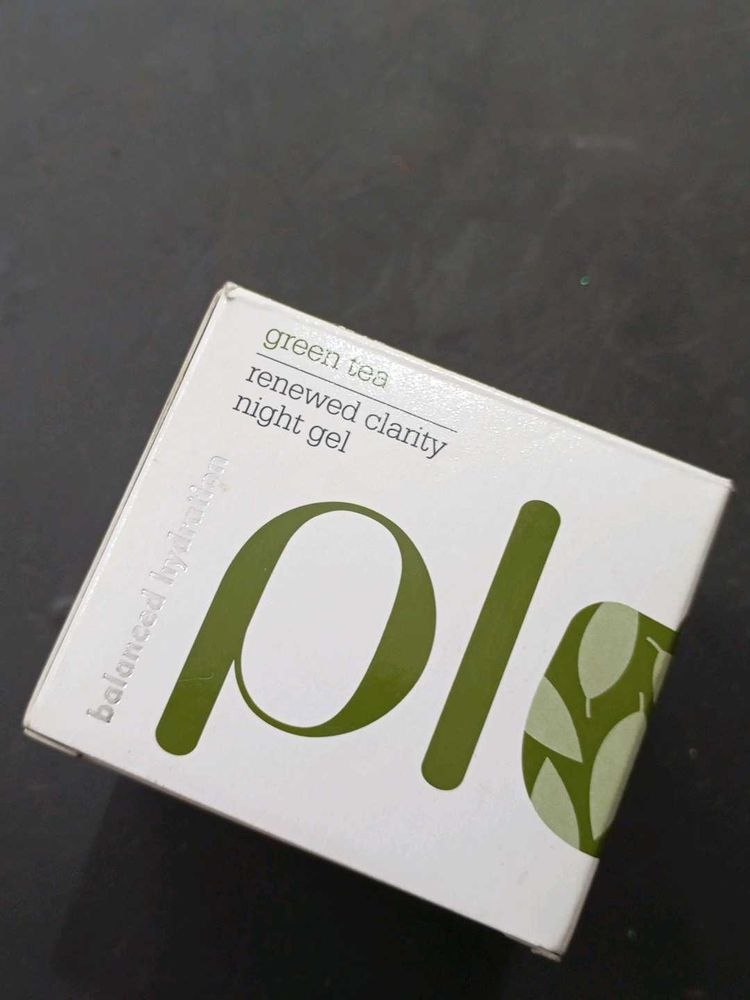 green tea
renewed clarity
night gel
balanced hydration
pl